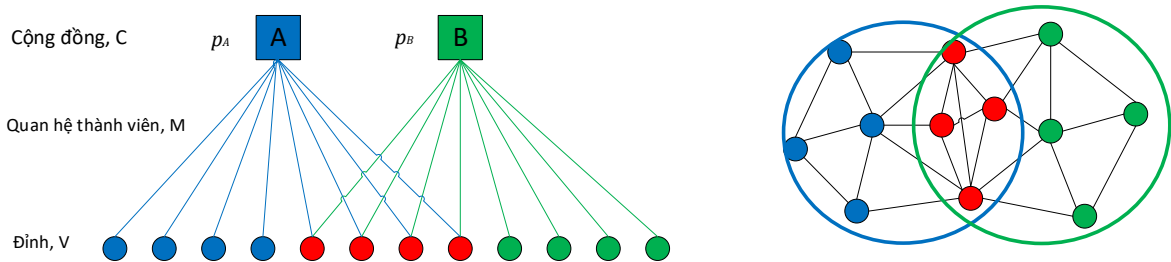 Cộng đồng, C
pA A pB B
Quan hệ thành viên, M
Đỉnh, V